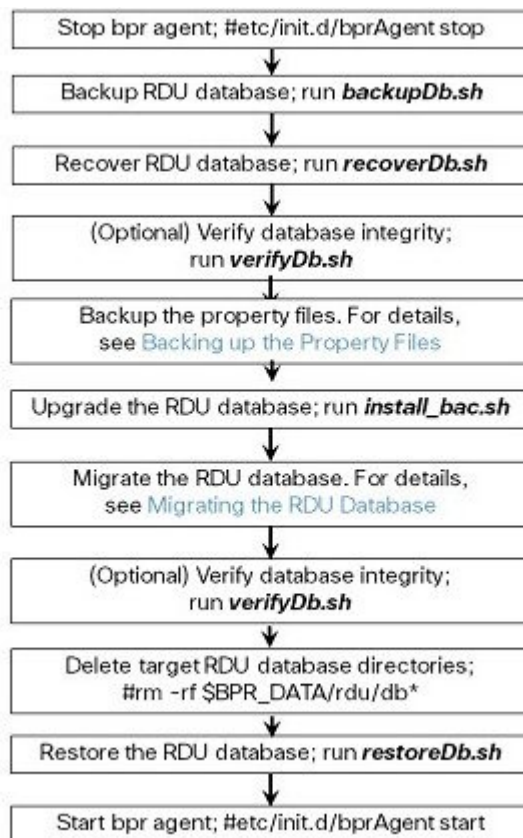 Stop bpr agent; #etc/init.d/bprAgent stop
Backup RDU database; run backupDb.sh
Recover RDU database; run recoverDb.sh
(Optional) Verify database integrity;
run verifyDb.sh
Backup the property files. For details,
see Backing up the Property Files
Upgrade the RDU database; run install_bac.sh
Migrate the RDU database. For details,
see Migrating the RDU Database
(Optional) Verify database integrity;
run verifyDb.sh
Delete target RDU database directories;
#rm -rf $BPR_DATA/rdu/db*
Restore the RDU database; run restoreDb.sh
Start bpr agent; #etc/init.d/bprAgent start